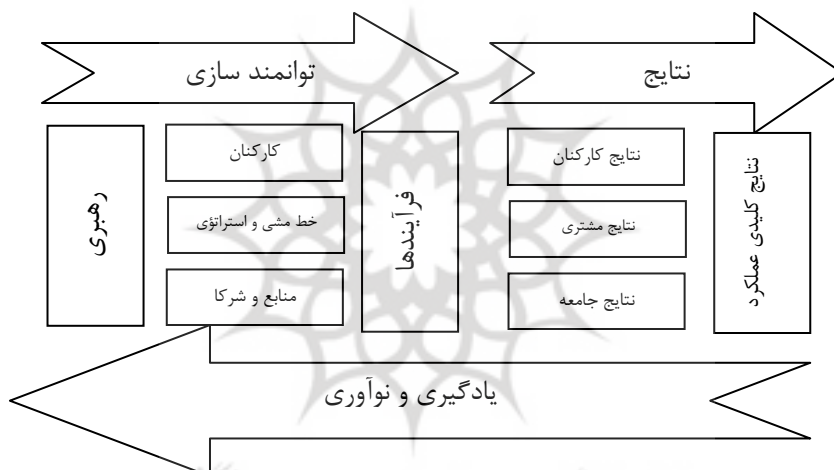 توانمند سازی
نتایج
رهبری
کارکنان
خط مشی و استراتؤی
منابع و شرکا
فرآیندها
نتایج کارکنان
نتایج مشتری
نتایج جامعه
نتایج کلیدی عملکرد
یادگیری و نوآوری